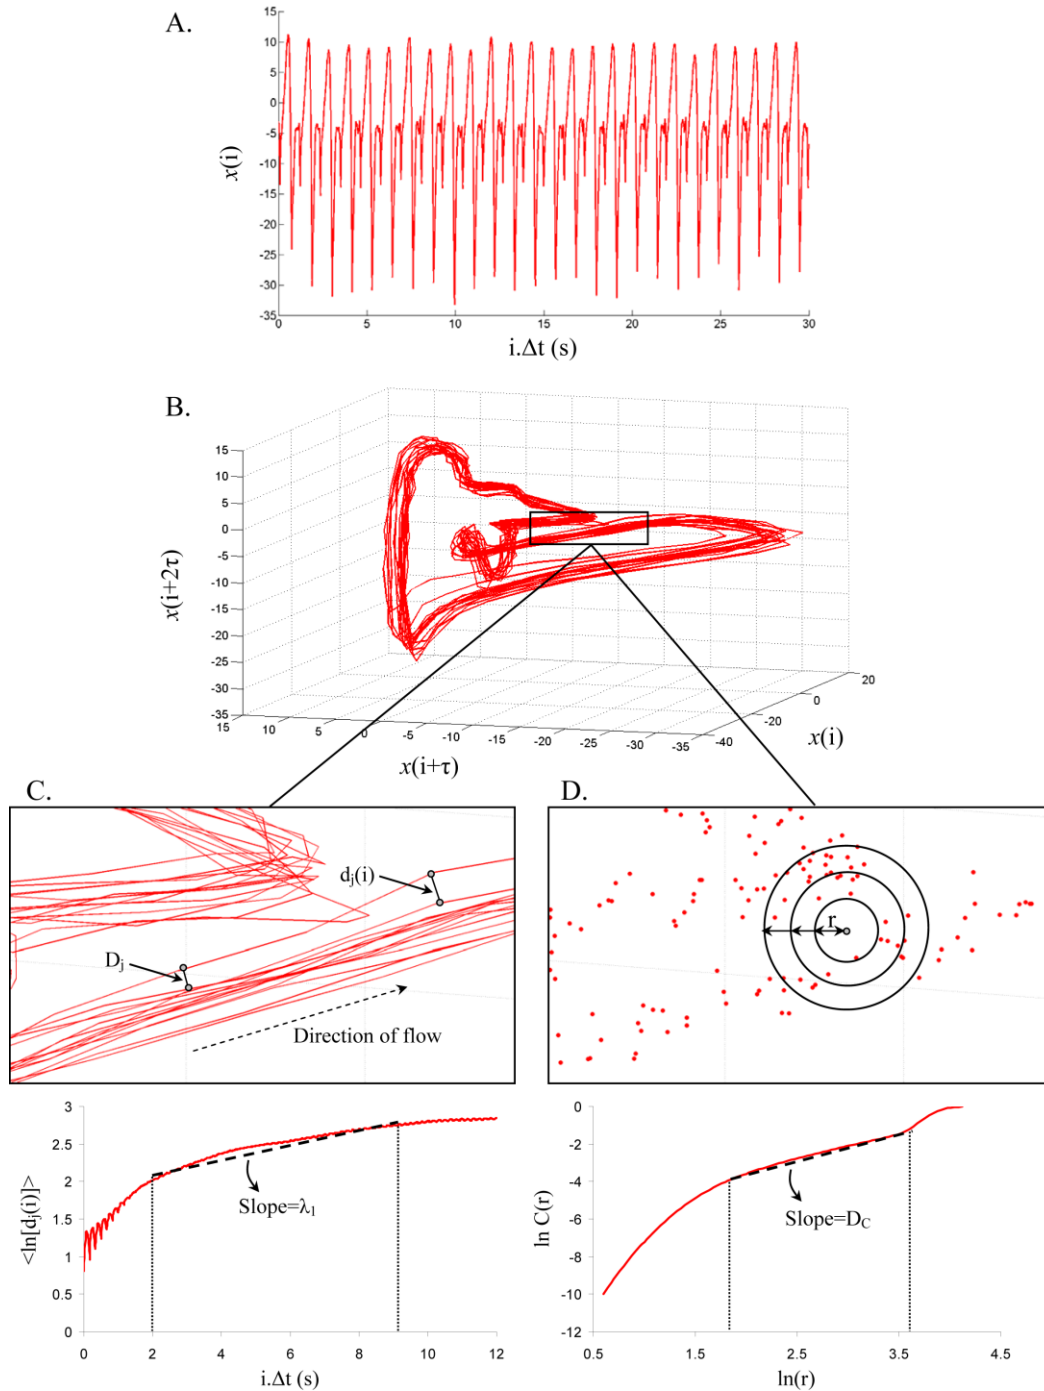 A.
15
10
5
0
-5
-10
-15
-20
-25
-30
-35
x(i)
0 5 10 15 20 25 30
i.Δt (s)
B.
15
10
5
0
-5
-10
-15
-20
-25
-30
-35
x(i+2τ)
15 10 5 0 -5 -10 -15 -20 -25 -30 -35 -40
x(i+τ)
-20 0 20
x(i)
C.
dj(i)
Dj
Direction of flow
D.
r
3
2.5
2
1.5
1
0.5
0
<ln[dj(i)]>
Slope=λ1
0 2 4 6 8 10 12
i.Δt (s)
0
-2
-4
-6
-8
-10
-12
ln C(r)
Slope=DC
0.5 1.5 2.5 3.5 4.5
ln(r)